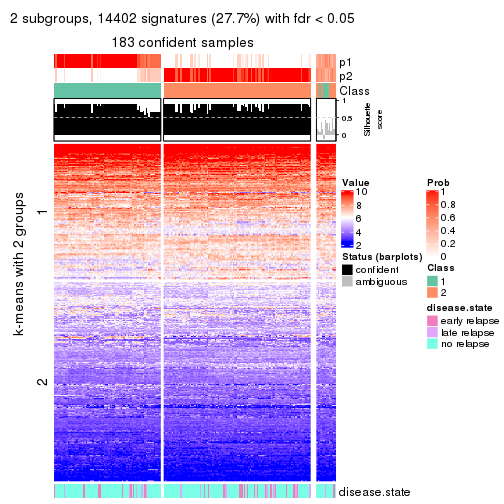 2 subgroups, 14402 signatures (27.7%) with fdr < 0.05
183 confident samples
p1
p2
Class
1
0.5
0
Silhouette
score
k-means with 2 groups
1
2
disease.state
Value
10
8
6
4
2
Status (barplots)
confident
ambiguous
Prob
1
0.8
0.6
0.4
0.2
0
Class
1
2
disease.state
early relapse
late relapse
no relapse